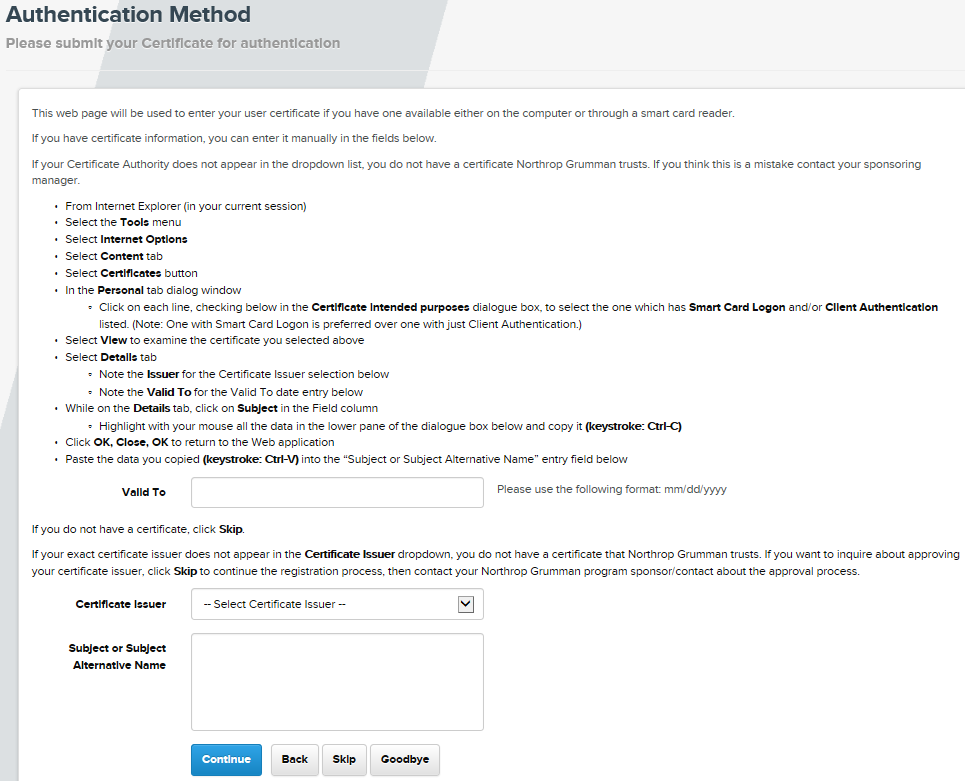 Authentication Method
Please submit your Certificate for authentication
This web page will be used to enter your user certificate if you have one available either on the computer or through a smart card reader.
If you have certificate information, you can enter it manually in the fields below.
If your Certificate Authority does not appear in the dropdown list, you do not have a certificate Northrop Grumman trusts. If you think this is a mistake contact your sponsoring
manager.
• From Internet Explorer (in your current session)
• Select the Tools menu
• Select Internet Options
• Select Content tab
• Select Certificates button
• In the Personal tab dialog window
◦ Click on each line, checking below in the Certificate intended purposes dialogue box, to select the one which has Smart Card Logon and/or Client Authentication
listed. (Note: One with Smart Card Logon is preferred over one with just Client Authentication.)
• Select View to examine the certificate you selected above
• Select Details tab
◦ Note the Issuer for the Certificate Issuer selection below
◦ Note the Valid To for the Valid To date entry below
• While on the Details tab, click on Subject in the Field column
◦ Highlight with your mouse all the data in the lower pane of the dialogue box below and copy it (keystroke: Ctrl-C)
• Click OK, Close, OK to return to the Web application
• Paste the data you copied (keystroke: Ctrl-V) into the “Subject or Subject Alternative Name” entry field below
Valid To
Please use the following format: mm/dd/yyyy
If you do not have a certificate, click Skip.
If your exact certificate issuer does not appear in the Certificate Issuer dropdown, you do not have a certificate that Northrop Grumman trusts. If you want to inquire about approving
your certificate issuer, click Skip to continue the registration process, then contact your Northrop Grumman program sponsor/contact about the approval process.
Certificate Issuer
-- Select Certificate Issuer --
Subject or Subject
Alternative Name
Continue
Back
Skip
Goodbye